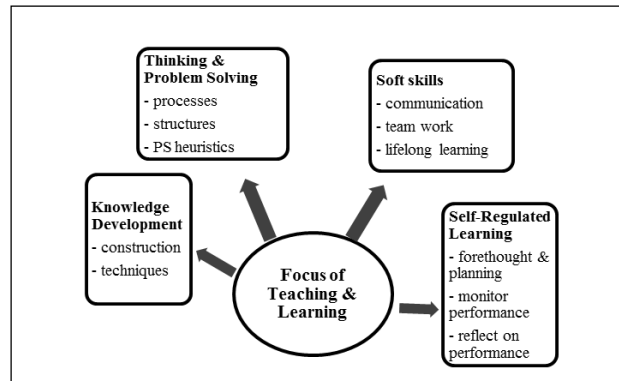 Thinking &
Problem Solving
- processes
- structures
- PS heuristics
Soft skills
- communication
- team work
- lifelong learning
Knowledge
Development
- construction
- techniques
Focus of
Teaching &
Learning
Self-Regulated
Learning
- forethought &
planning
- monitor
performance
- reflect on
performance